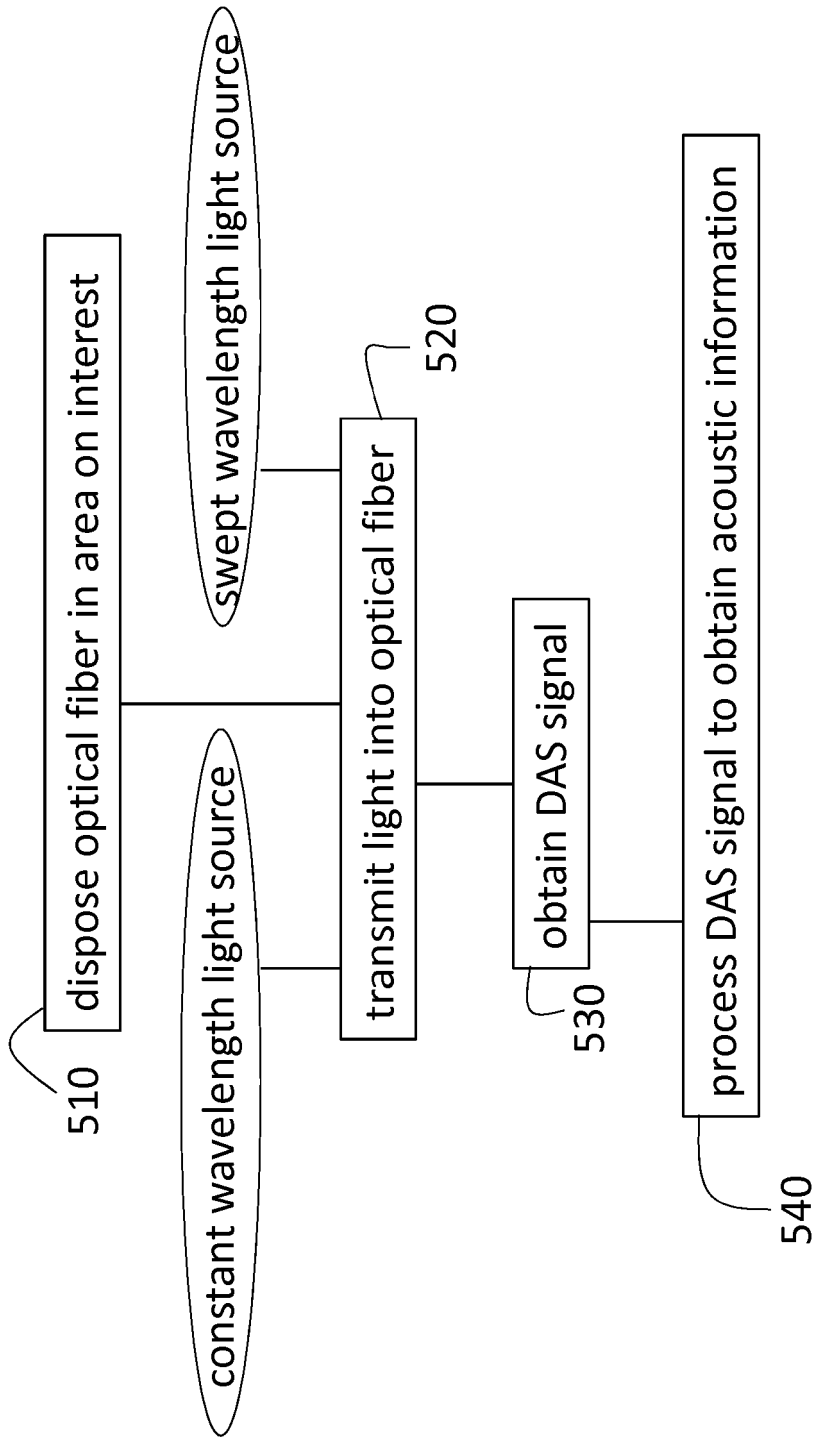 510
dispose optical fiber in area on interest
constant wavelength light source
swept wavelength light source
transmit light into optical fiber
520
530
obtain DAS signal
540
process DAS signal to obtain acoustic information